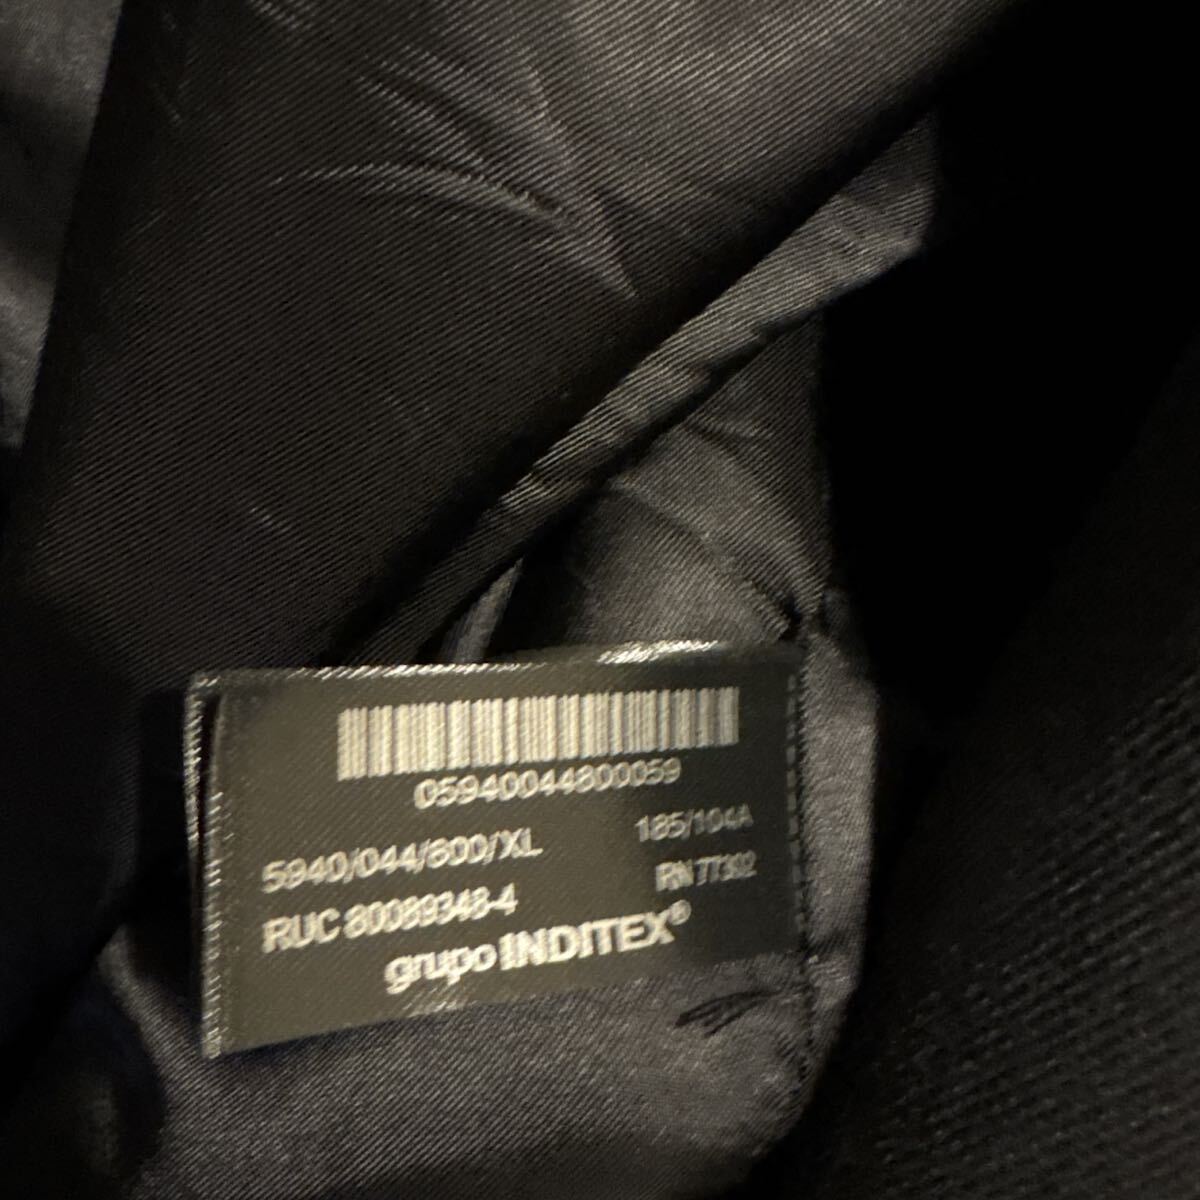 05940044800059
5940/044/800/XL 185/104A
RUC 80089348-4 RN 77302
grupo INDITEX®